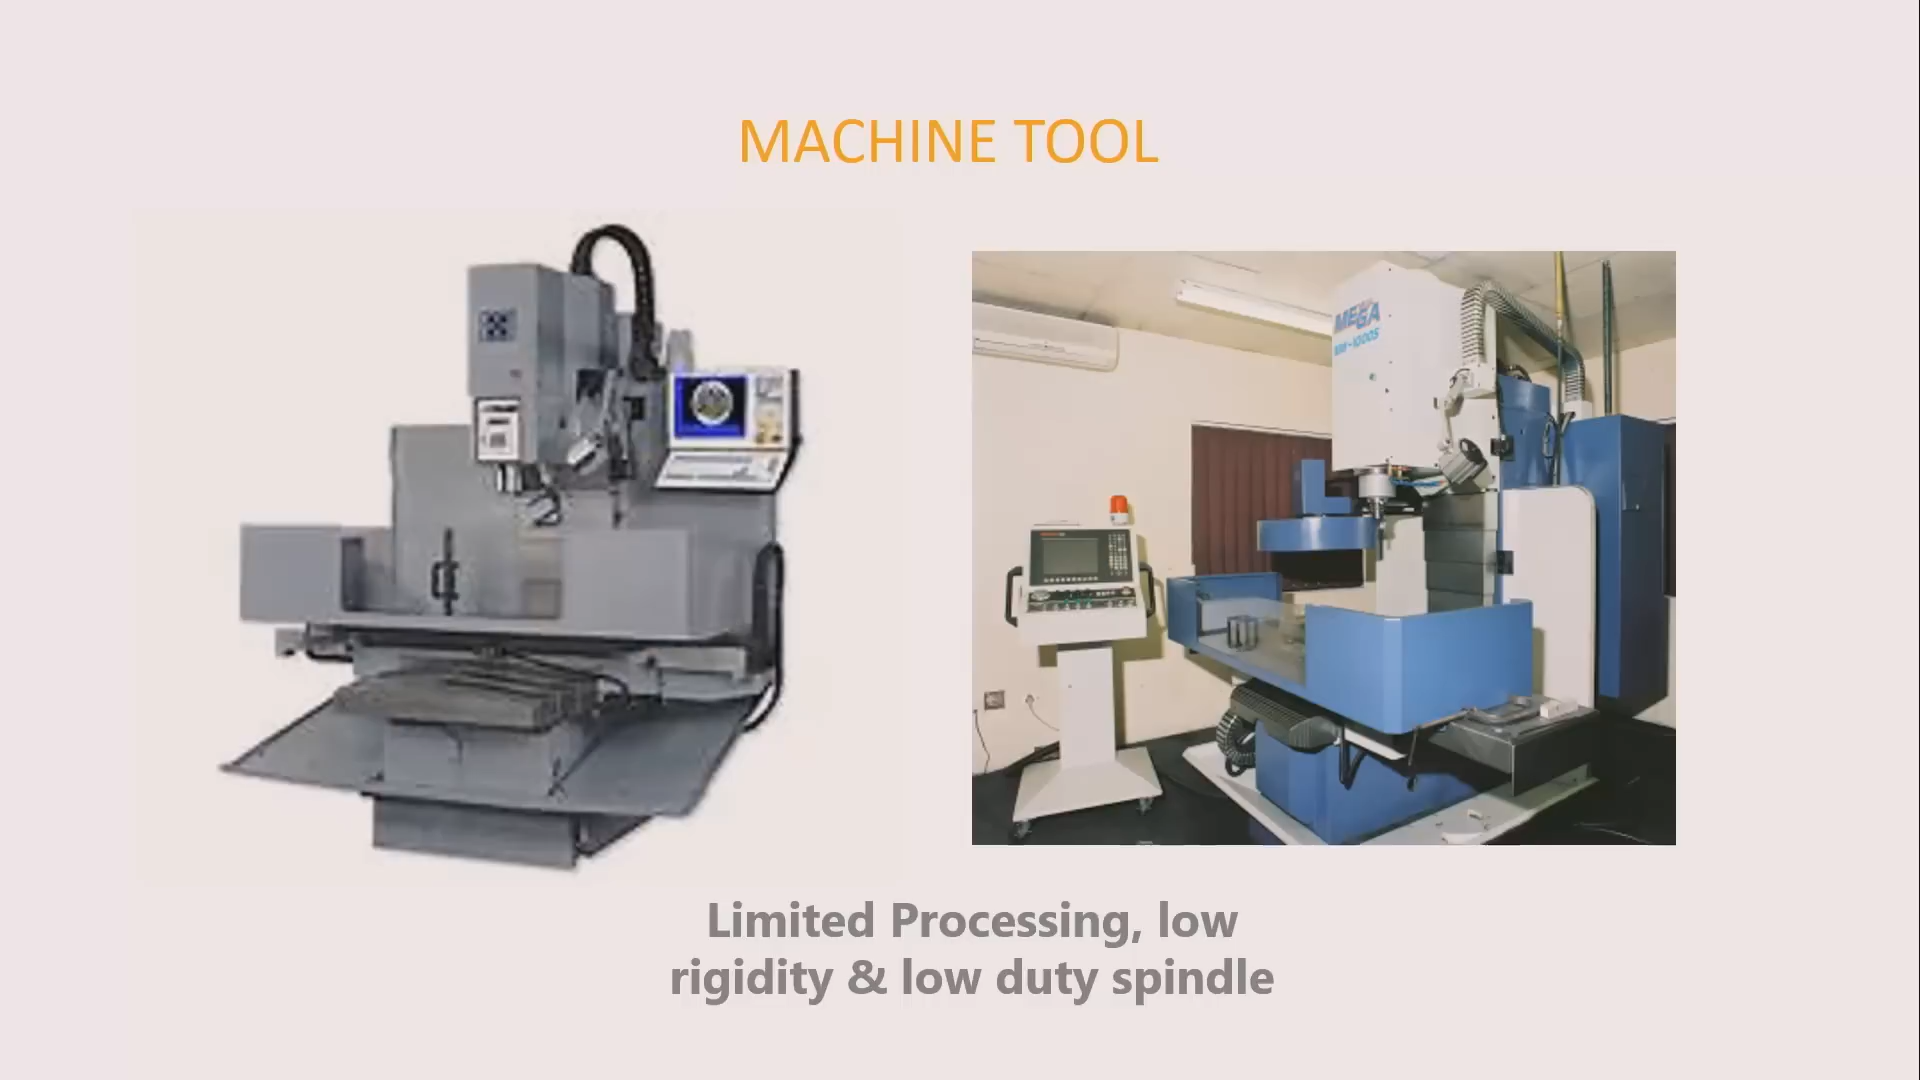 MACHINE TOOL
MEGA
Limited Processing, low
rigidity & low duty spindle